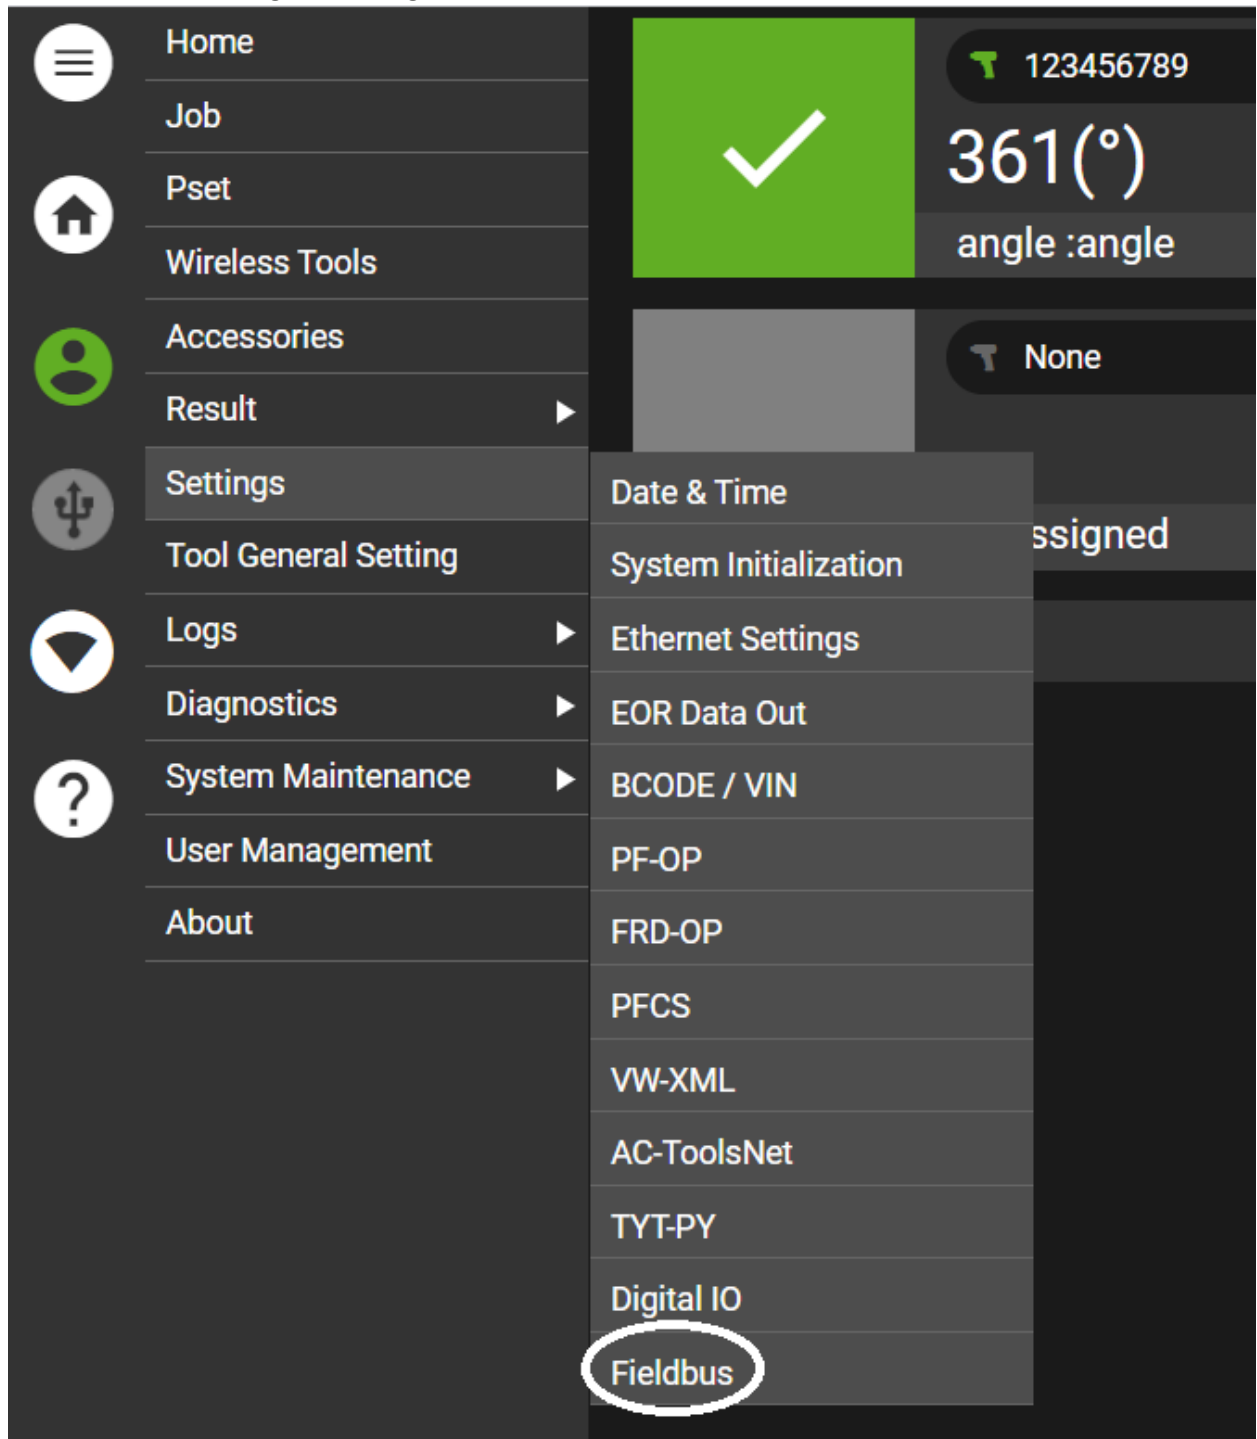 Home
Job
Pset
Wireless Tools
Accessories
Result
Settings
Tool General Setting
Logs
Diagnostics
System Maintenance
User Management
About
Date & Time
System Initialization
Ethernet Settings
EOR Data Out
BCODE / VIN
PF-OP
FRD-OP
PFCS
VW-XML
AC-ToolsNet
TYT-PY
Digital IO
Fieldbus
123456789
361(°)
angle :angle
None
ssigned
?